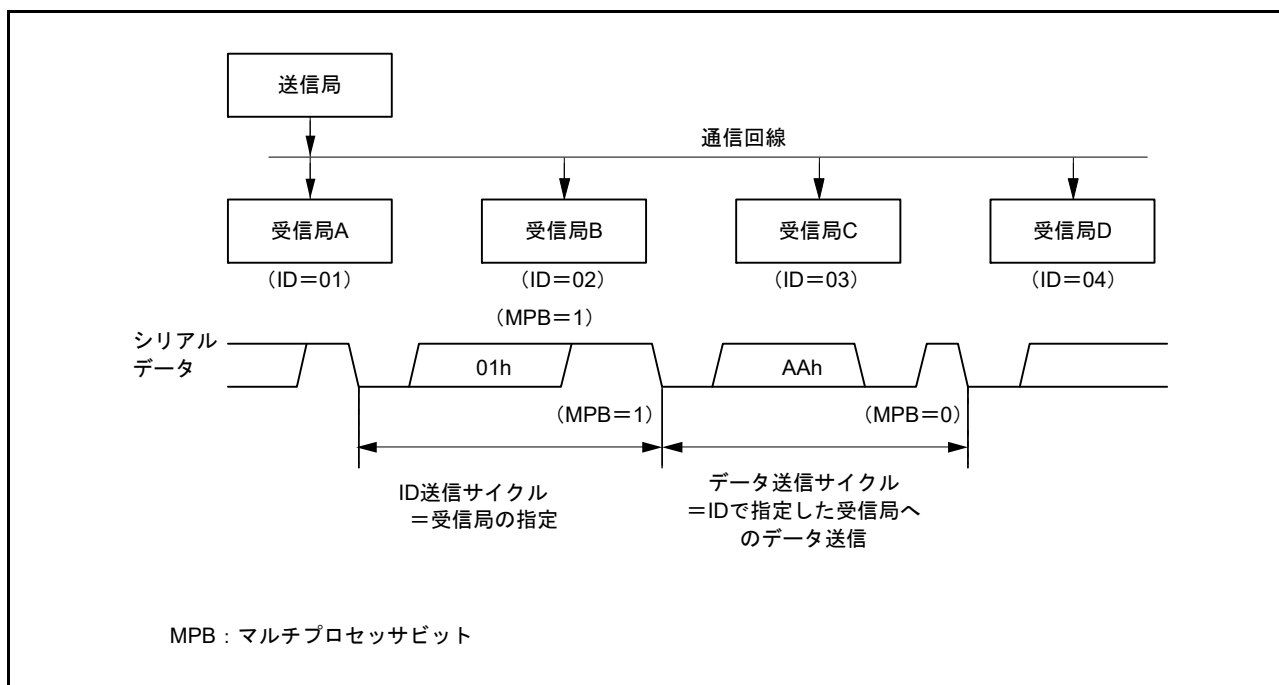 送信局
通信回線
受信局A
受信局B
受信局C
受信局D
（ID＝01）
（ID＝02）
（ID＝03）
（ID＝04）
（MPB＝1）
シリアル
データ
01h
AAh
（MPB＝1）
（MPB＝0）
ID送信サイクル
＝受信局の指定
データ送信サイクル
＝IDで指定した受信局へ
のデータ送信
MPB：マルチプロセッサビット